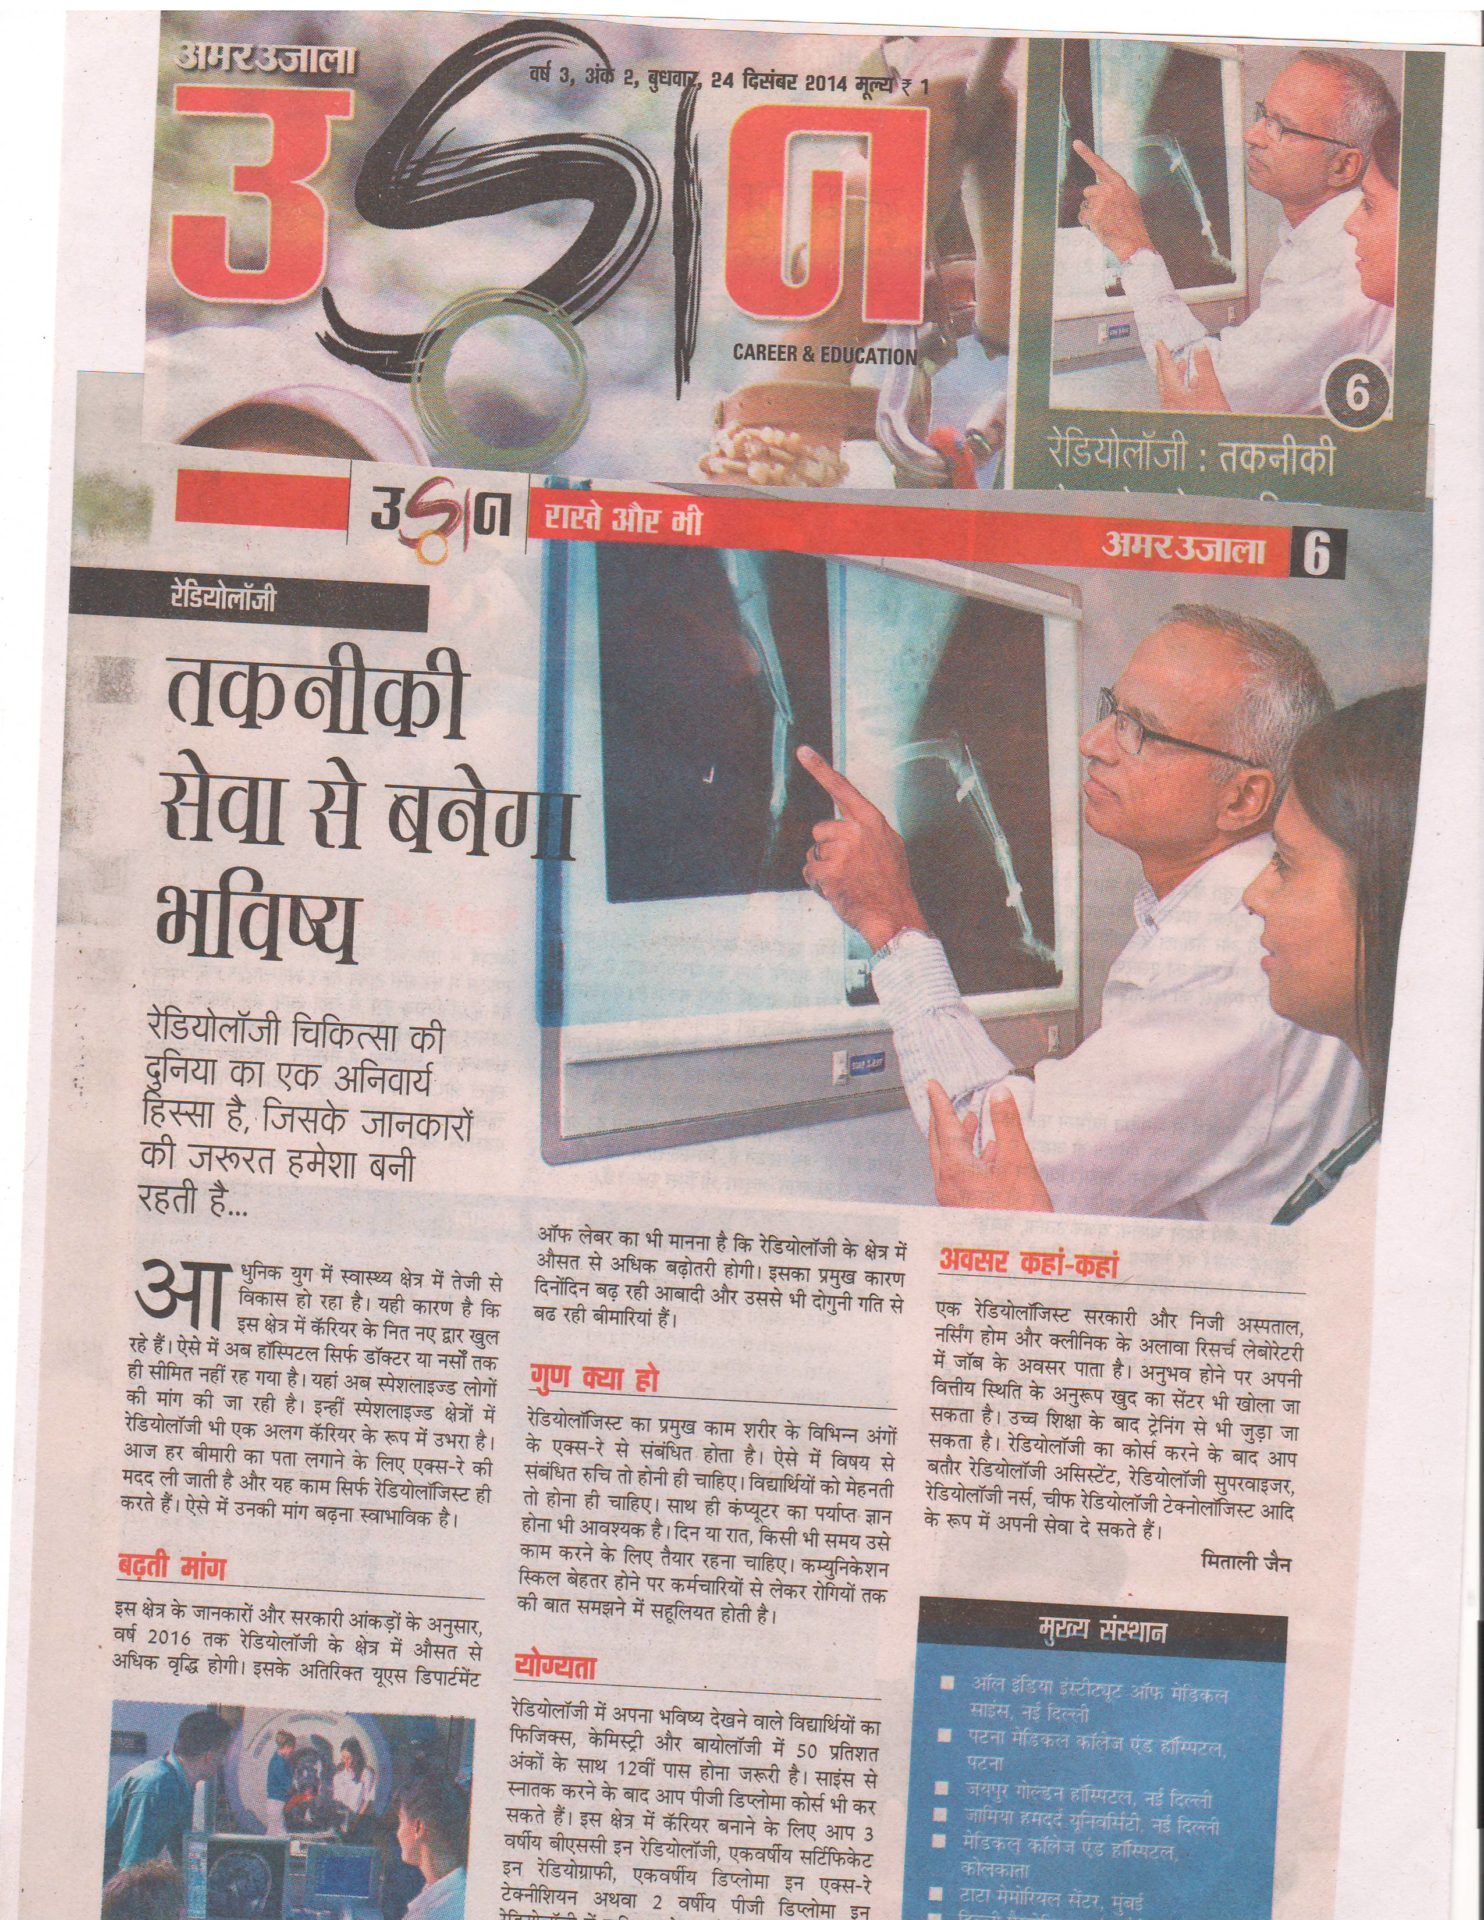 अमर उजाला
वर्ष 3, अंक 2, बुधवार, 24 दिसंबर 2014 मूल्य ₹ 1
उड़ान
CAREER & EDUCATION
6
रेडियोलॉजी : तकनीकी
उड़ान
रास्ते और भी
अमर उजाला
6
रेडियोलॉजी
तकनीकी
सेवा से बनेगा
भविष्य
रेडियोलॉजी चिकित्सा की
दुनिया का एक अनिवार्य
हिस्सा है, जिसके जानकारों
की जरूरत हमेशा बनी
रहती है...
आधुनिक युग में स्वास्थ्य क्षेत्र में तेजी से
विकास हो रहा है। यही कारण है कि
इस क्षेत्र में कॅरियर के नित नए द्वार खुल
रहे हैं। ऐसे में अब हॉस्पिटल सिर्फ डॉक्टर या नर्सों तक
ही सीमित नहीं रह गया है। यहां अब स्पेशलाइज्ड लोगों
की मांग की जा रही है। इन्हीं स्पेशलाइज्ड क्षेत्रों में
रेडियोलॉजी भी एक अलग कॅरियर के रूप में उभरा है।
आज हर बीमारी का पता लगाने के लिए एक्स-रे की
मदद ली जाती है और यह काम सिर्फ रेडियोलॉजिस्ट ही
करते हैं। ऐसे में उनकी मांग बढ़ना स्वाभाविक है।
बढ़ती मांग
इस क्षेत्र के जानकारों और सरकारी आंकड़ों के अनुसार,
वर्ष 2016 तक रेडियोलॉजी के क्षेत्र में औसत से
अधिक वृद्धि होगी। इसके अतिरिक्त यूएस डिपार्टमेंट
ऑफ लेबर का भी मानना है कि रेडियोलॉजी के क्षेत्र में
औसत से अधिक बढ़ोतरी होगी। इसका प्रमुख कारण
दिनोंदिन बढ़ रही आबादी और उससे भी दोगुनी गति से
बढ रही बीमारियां हैं।
गुण क्या हो
रेडियोलॉजिस्ट का प्रमुख काम शरीर के विभिन्न अंगों
के एक्स-रे से संबंधित होता है। ऐसे में विषय से
संबंधित रुचि तो होनी ही चाहिए। विद्यार्थियों को मेहनती
तो होना ही चाहिए। साथ ही कंप्यूटर का पर्याप्त ज्ञान
होना भी आवश्यक है। दिन या रात, किसी भी समय उसे
काम करने के लिए तैयार रहना चाहिए। कम्युनिकेशन
स्किल बेहतर होने पर कर्मचारियों से लेकर रोगियों तक
की बात समझने में सहूलियत होती है।
योग्यता
रेडियोलॉजी में अपना भविष्य देखने वाले विद्यार्थियों का
फिजिक्स, केमिस्ट्री और बायोलॉजी में 50 प्रतिशत
अंकों के साथ 12वीं पास होना जरूरी है। साइंस से
स्नातक करने के बाद आप पीजी डिप्लोमा कोर्स भी कर
सकते हैं। इस क्षेत्र में कॅरियर बनाने के लिए आप 3
वर्षीय बीएससी इन रेडियोलॉजी, एकवर्षीय सर्टिफिकेट
इन रेडियोग्राफी, एकवर्षीय डिप्लोमा इन एक्स-रे
टेक्नीशियन अथवा 2 वर्षीय पीजी डिप्लोमा इन
अवसर कहां-कहां
एक रेडियोलॉजिस्ट सरकारी और निजी अस्पताल,
नर्सिंग होम और क्लीनिक के अलावा रिसर्च लेबोरेटरी
में जॉब के अवसर पाता है। अनुभव होने पर अपनी
वित्तीय स्थिति के अनुरूप खुद का सेंटर भी खोला जा
सकता है। उच्च शिक्षा के बाद ट्रेनिंग से भी जुड़ा जा
सकता है। रेडियोलॉजी का कोर्स करने के बाद आप
बतौर रेडियोलॉजी असिस्टेंट, रेडियोलॉजी सुपरवाइजर,
रेडियोलॉजी नर्स, चीफ रेडियोलॉजी टेक्नोलॉजिस्ट आदि
के रूप में अपनी सेवा दे सकते हैं।
मिताली जैन
मुख्य संस्थान
ऑल इंडिया इंस्टीट्यूट ऑफ मेडिकल
साइंस, नई दिल्ली
पटना मेडिकल कॉलेज एंड हॉस्पिटल,
पटना
जयपुर गोल्डन हॉस्पिटल, नई दिल्ली
जामिया हमदर्द यूनिवर्सिटी, नई दिल्ली
मेडिकल कॉलेज एंड हॉस्पिटल,
कोलकाता
टाटा मेमोरियल सेंटर, मुंबई